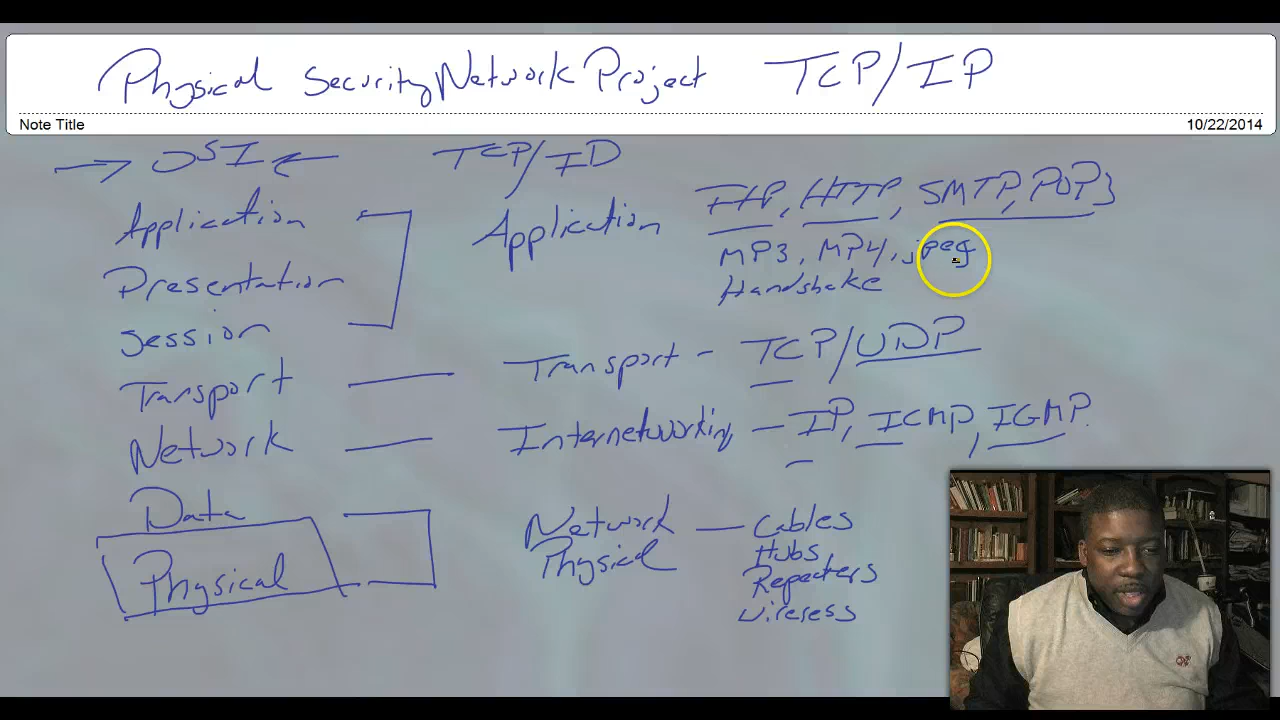 Physical Security Network Project TCP/IP
Note Title
10/22/2014
OSI
Application
Presentation
Session
Transport
Network
Data
Physical
TCP/ID
Application
FTP, HTTP, SMTP, POP3
MP3, MP4, jpeg
Handshake
Transport - TCP/UDP
Internetworking - IP, ICMP, IGMP
Network - Cables
Physical Hubs
Repeaters
Wireress